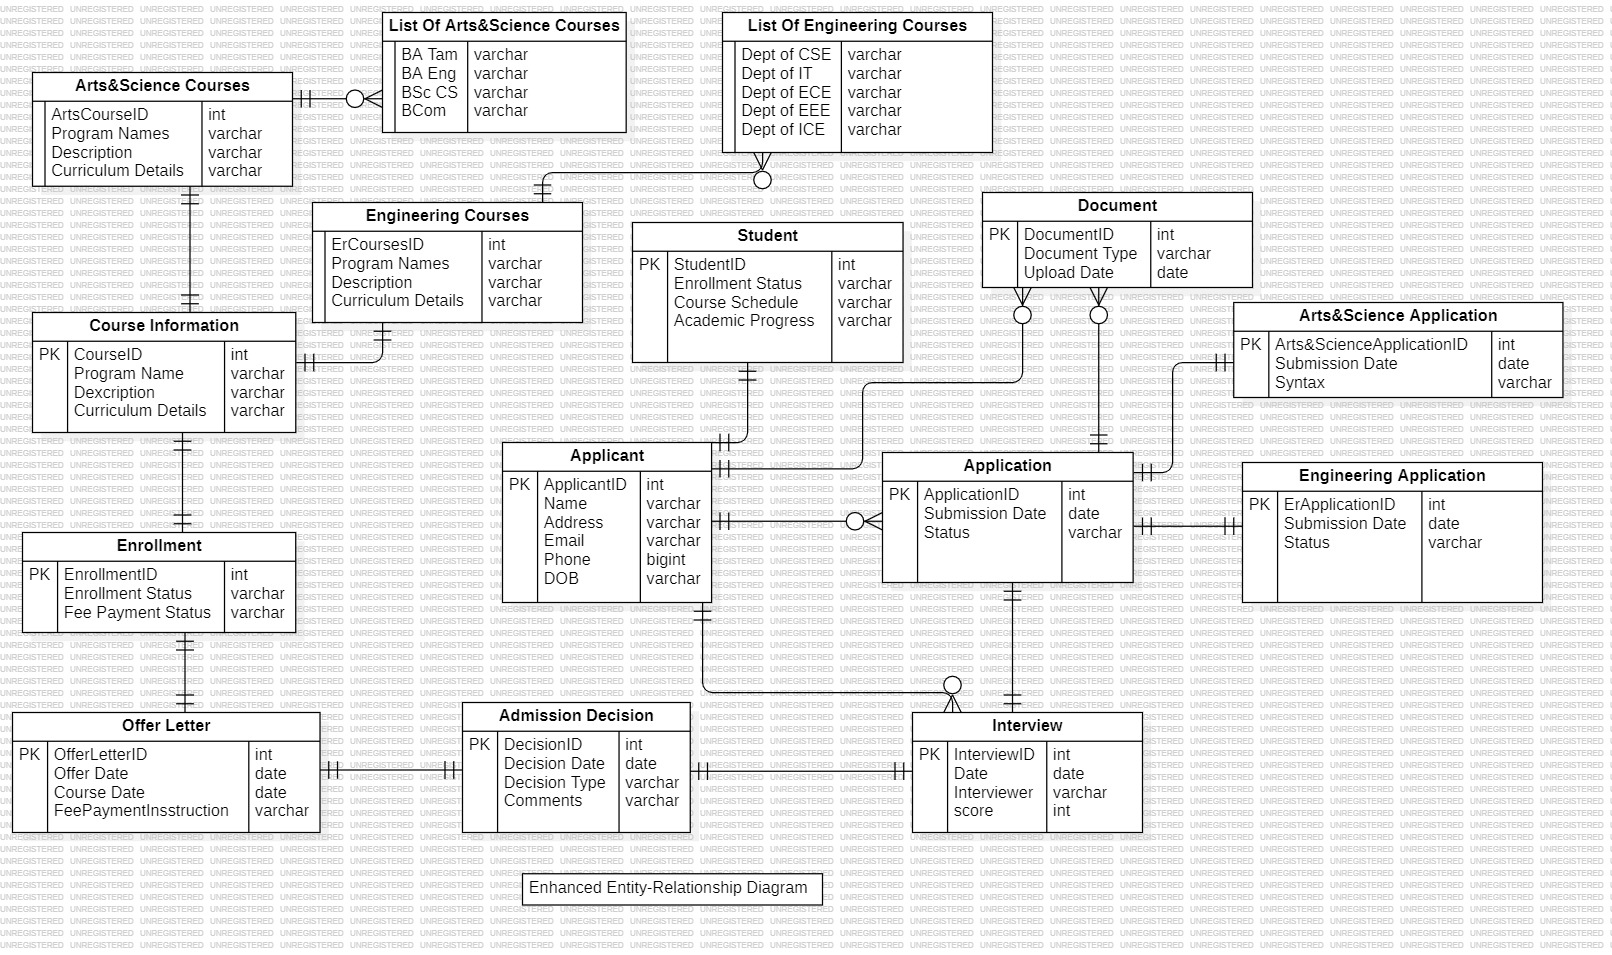 List Of Arts&Science Courses
BA Tam varchar
BA Eng varchar
BSc CS varchar
BCom varchar
List Of Engineering Courses
Dept of CSE varchar
Dept of IT varchar
Dept of ECE varchar
Dept of EEE varchar
Dept of ICE varchar
Arts&Science Courses
ArtsCourseID int
Program Names varchar
Description varchar
Curriculum Details varchar
Engineering Courses
ErCoursesID int
Program Names varchar
Description varchar
Curriculum Details varchar
Student
PK StudentID int
Enrollment Status varchar
Course Schedule varchar
Academic Progress varchar
Document
PK DocumentID int
Document Type varchar
Upload Date date
Course Information
PK CourseID int
Program Name varchar
Dexcription varchar
Curriculum Details varchar
Arts&Science Application
PK Arts&ScienceApplicationID int
Submission Date date
Syntax varchar
Applicant
PK ApplicantID int
Name varchar
Address varchar
Email varchar
Phone bigint
DOB varchar
Application
PK ApplicationID int
Submission Date date
Status varchar
Engineering Application
PK ErApplicationID int
Submission Date date
Status varchar
Enrollment
PK EnrollmentID int
Enrollment Status varchar
Fee Payment Status varchar
Offer Letter
PK OfferLetterID int
Offer Date date
Course Date date
FeePaymentInsstruction varchar
Admission Decision
PK DecisionID int
Decision Date date
Decision Type varchar
Comments varchar
Interview
PK InterviewID int
Date date
Interviewer varchar
score int
Enhanced Entity-Relationship Diagram
UNREGISTERED